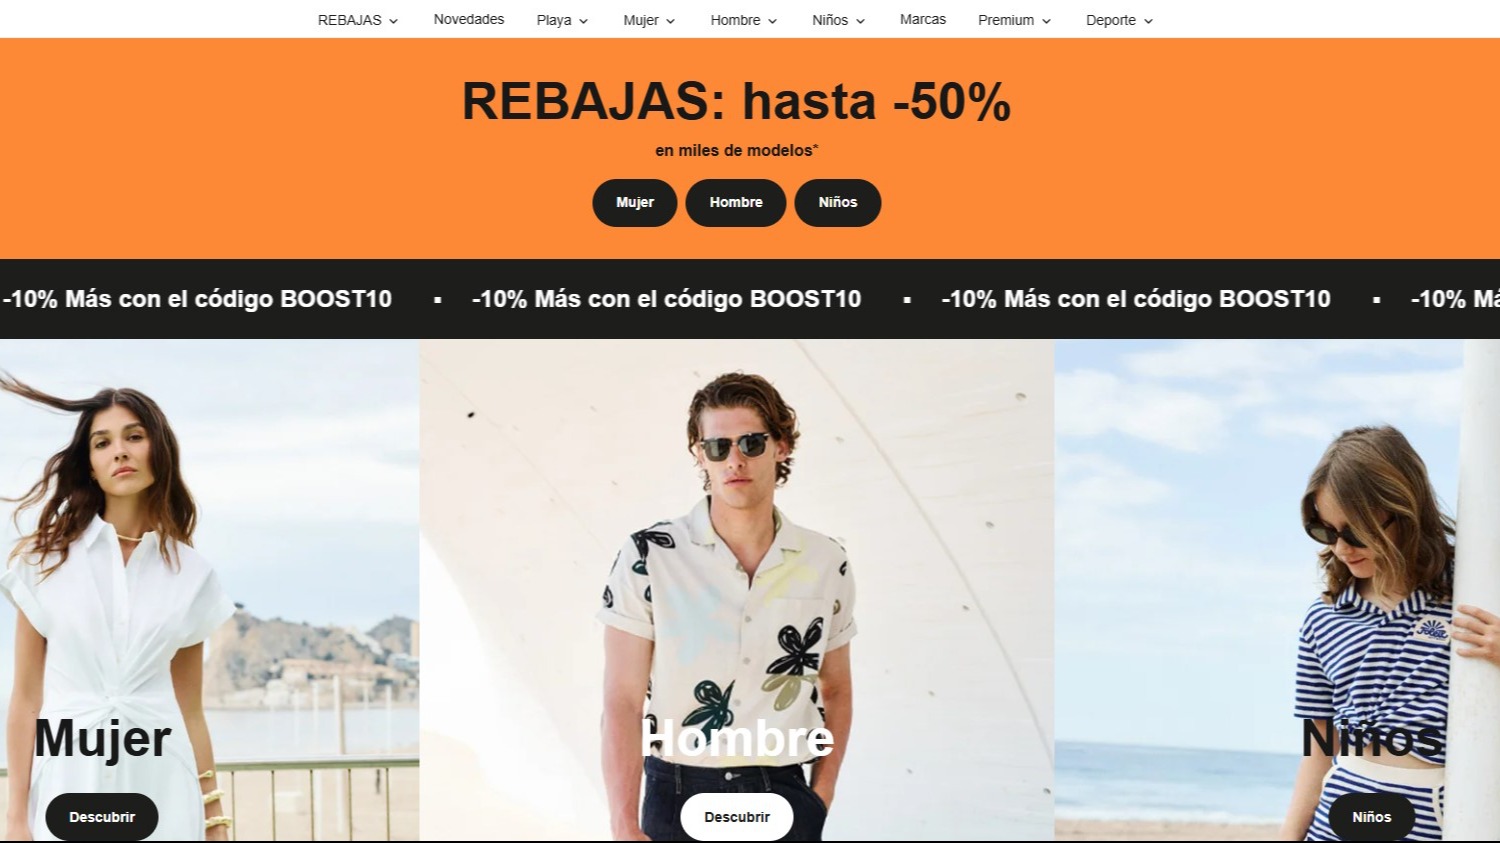 REBAJAS Novedades Playa Mujer Hombre Niños Marcas Premium Deporte
REBAJAS: hasta -50%
en miles de modelos*
Mujer Hombre Niños
-10% Más con el código BOOST10 ▪ -10% Más con el código BOOST10 ▪ -10% Más con el código BOOST10 ▪ -10% Má
Mujer Hombre Niños
Descubrir Descubrir Niños